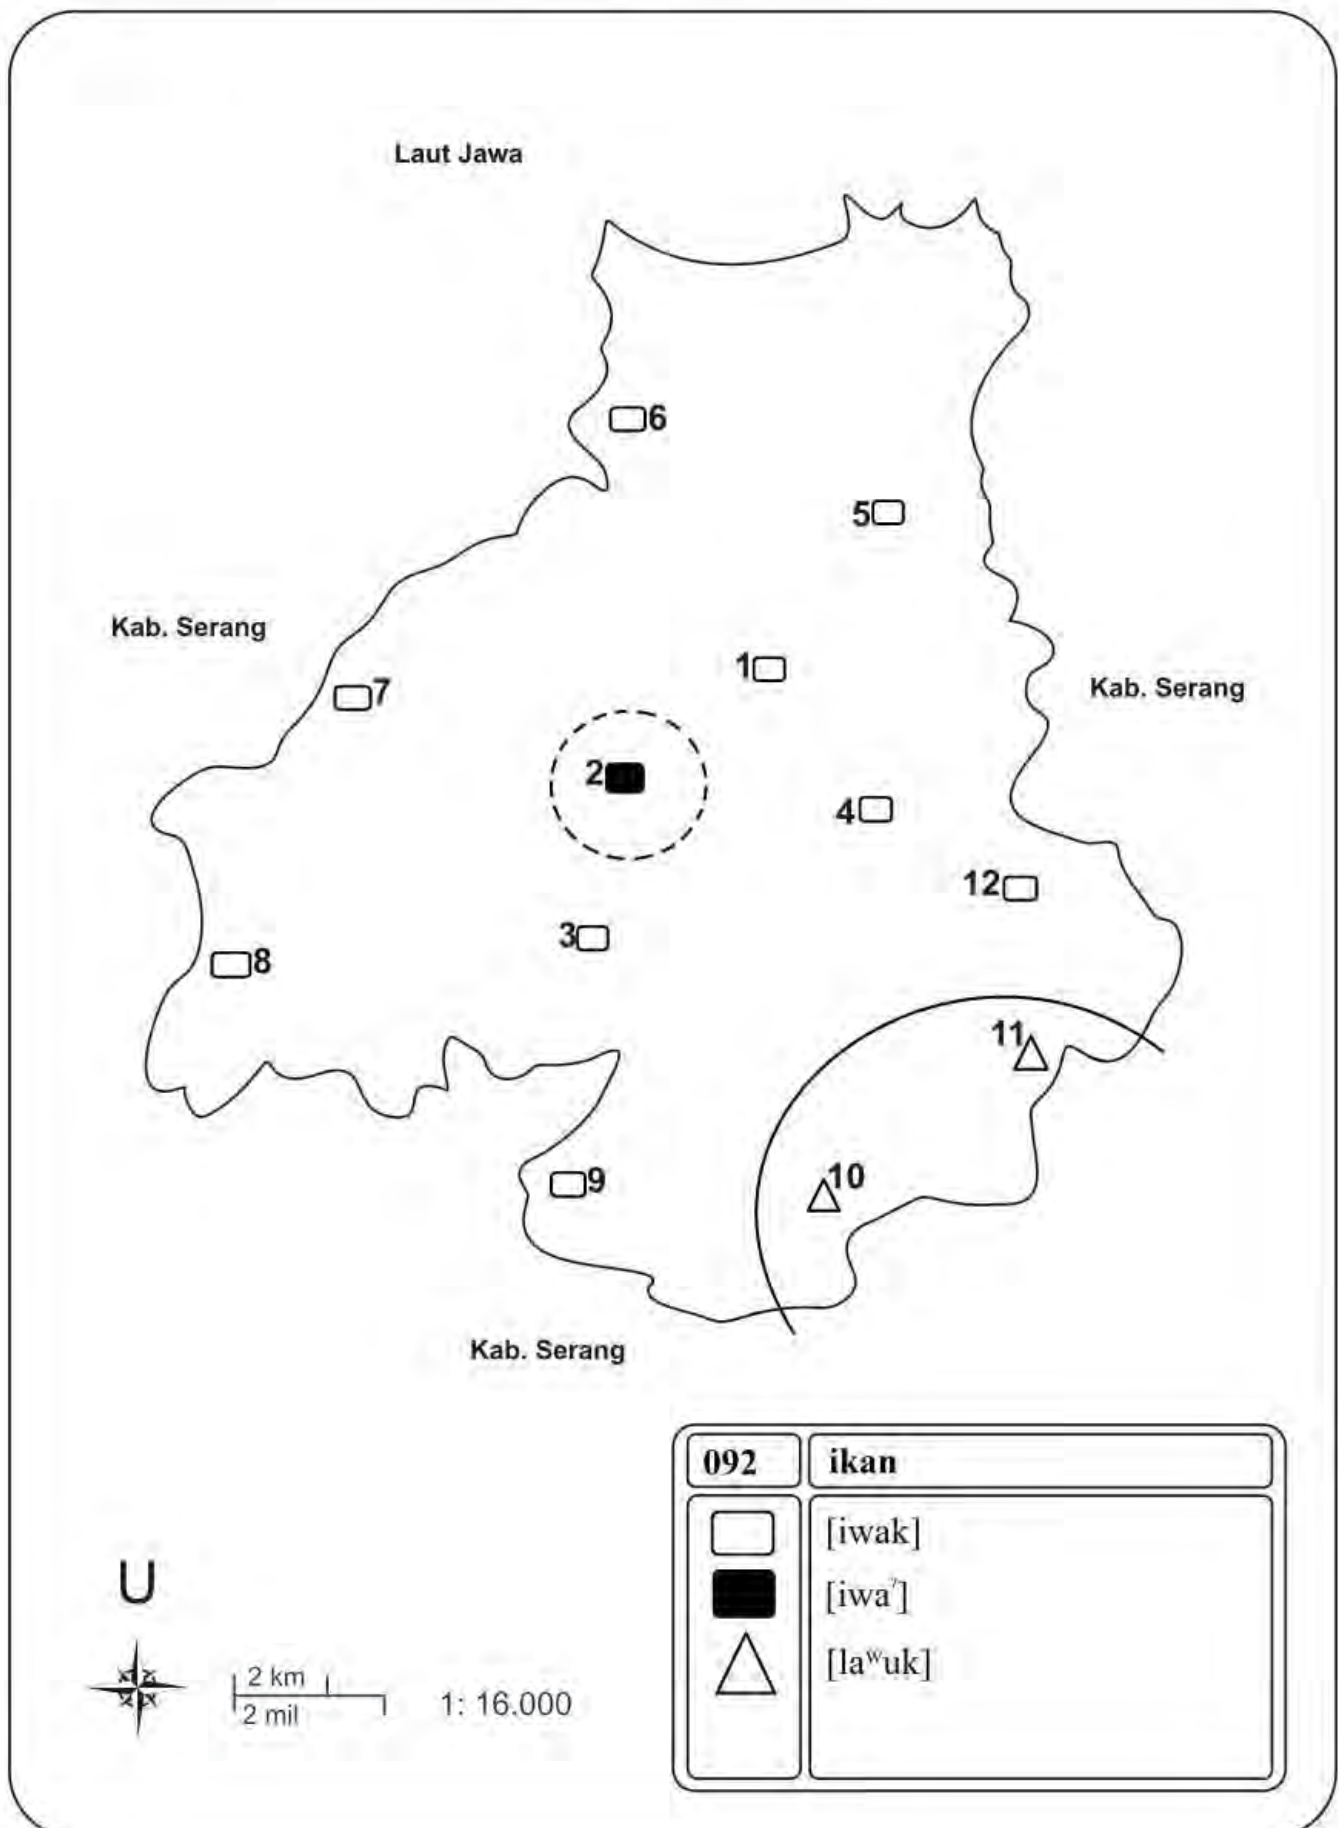 Laut Jawa
6
5
Kab. Serang
1
7
Kab. Serang
2
4
12
3
8
11
10
9
Kab. Serang
092 ikan
[iwak]
[iwaˀ]
[laʷuk]
U
2 km
2 mil
1: 16.000